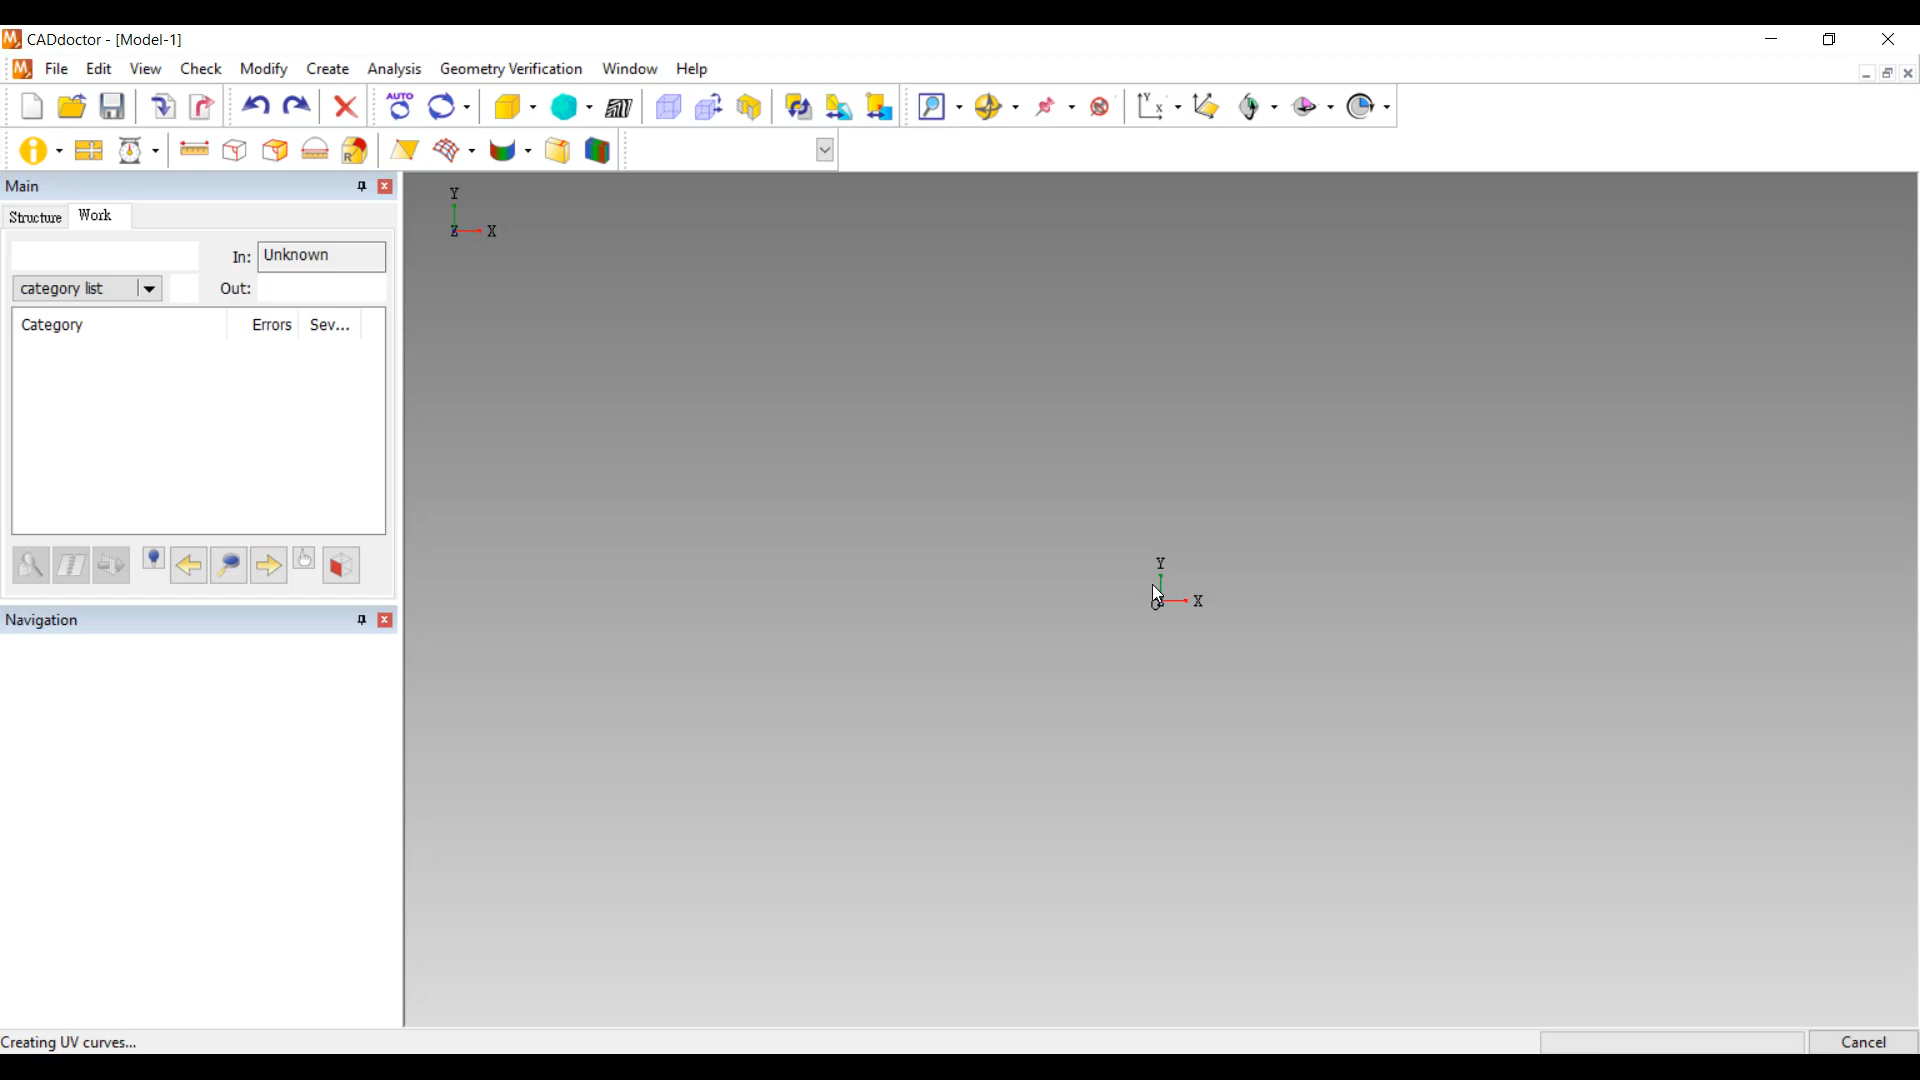 CADdoctor - [Model-1]
File Edit View Check Modify Create Analysis Geometry Verification Window Help
AUTO
Y X
R
Main
Structure Work
In: Unknown
category list Out:
Category Errors Sev...
Navigation
Y
Z X
Y
X
Creating UV curves... Cancel